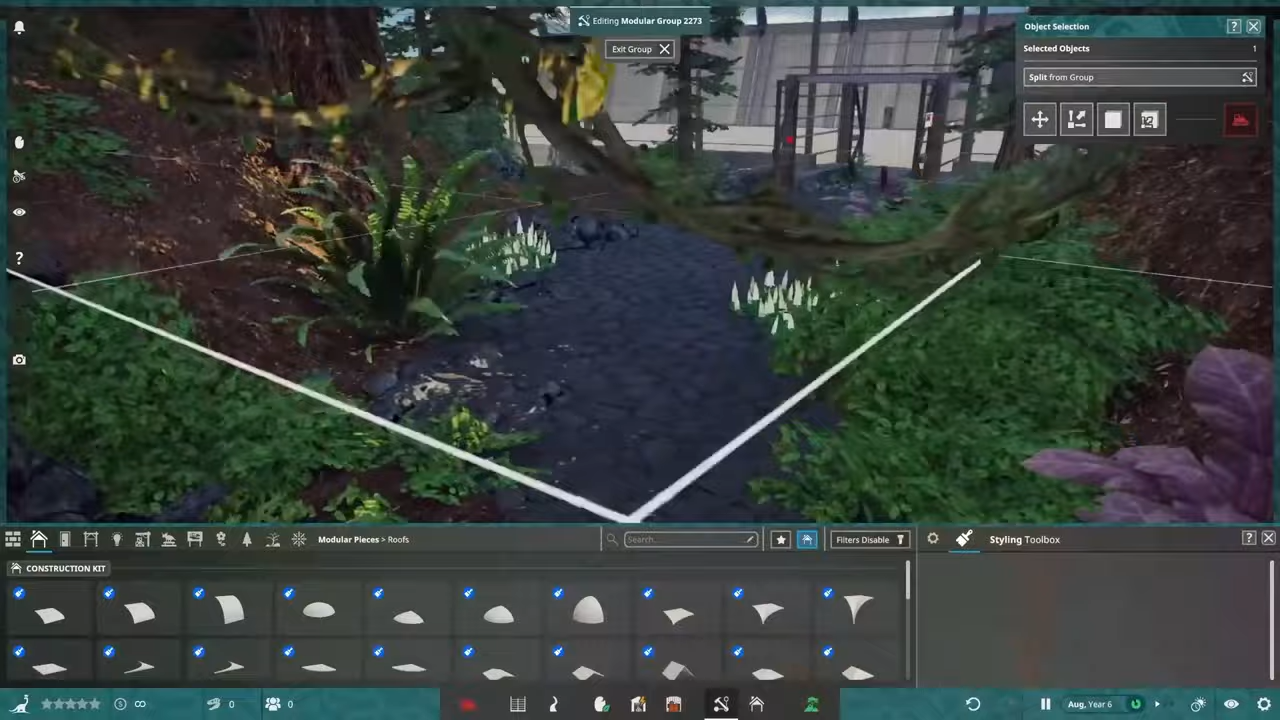 Editing Modular Group 2273
Exit Group
Object Selection
?
Selected Objects 1
Split from Group
12
?
Modular Pieces > Roofs
Search...
Filters Disable
Styling Toolbox
?
CONSTRUCTION KIT
∞
0
0
Aug, Year 6